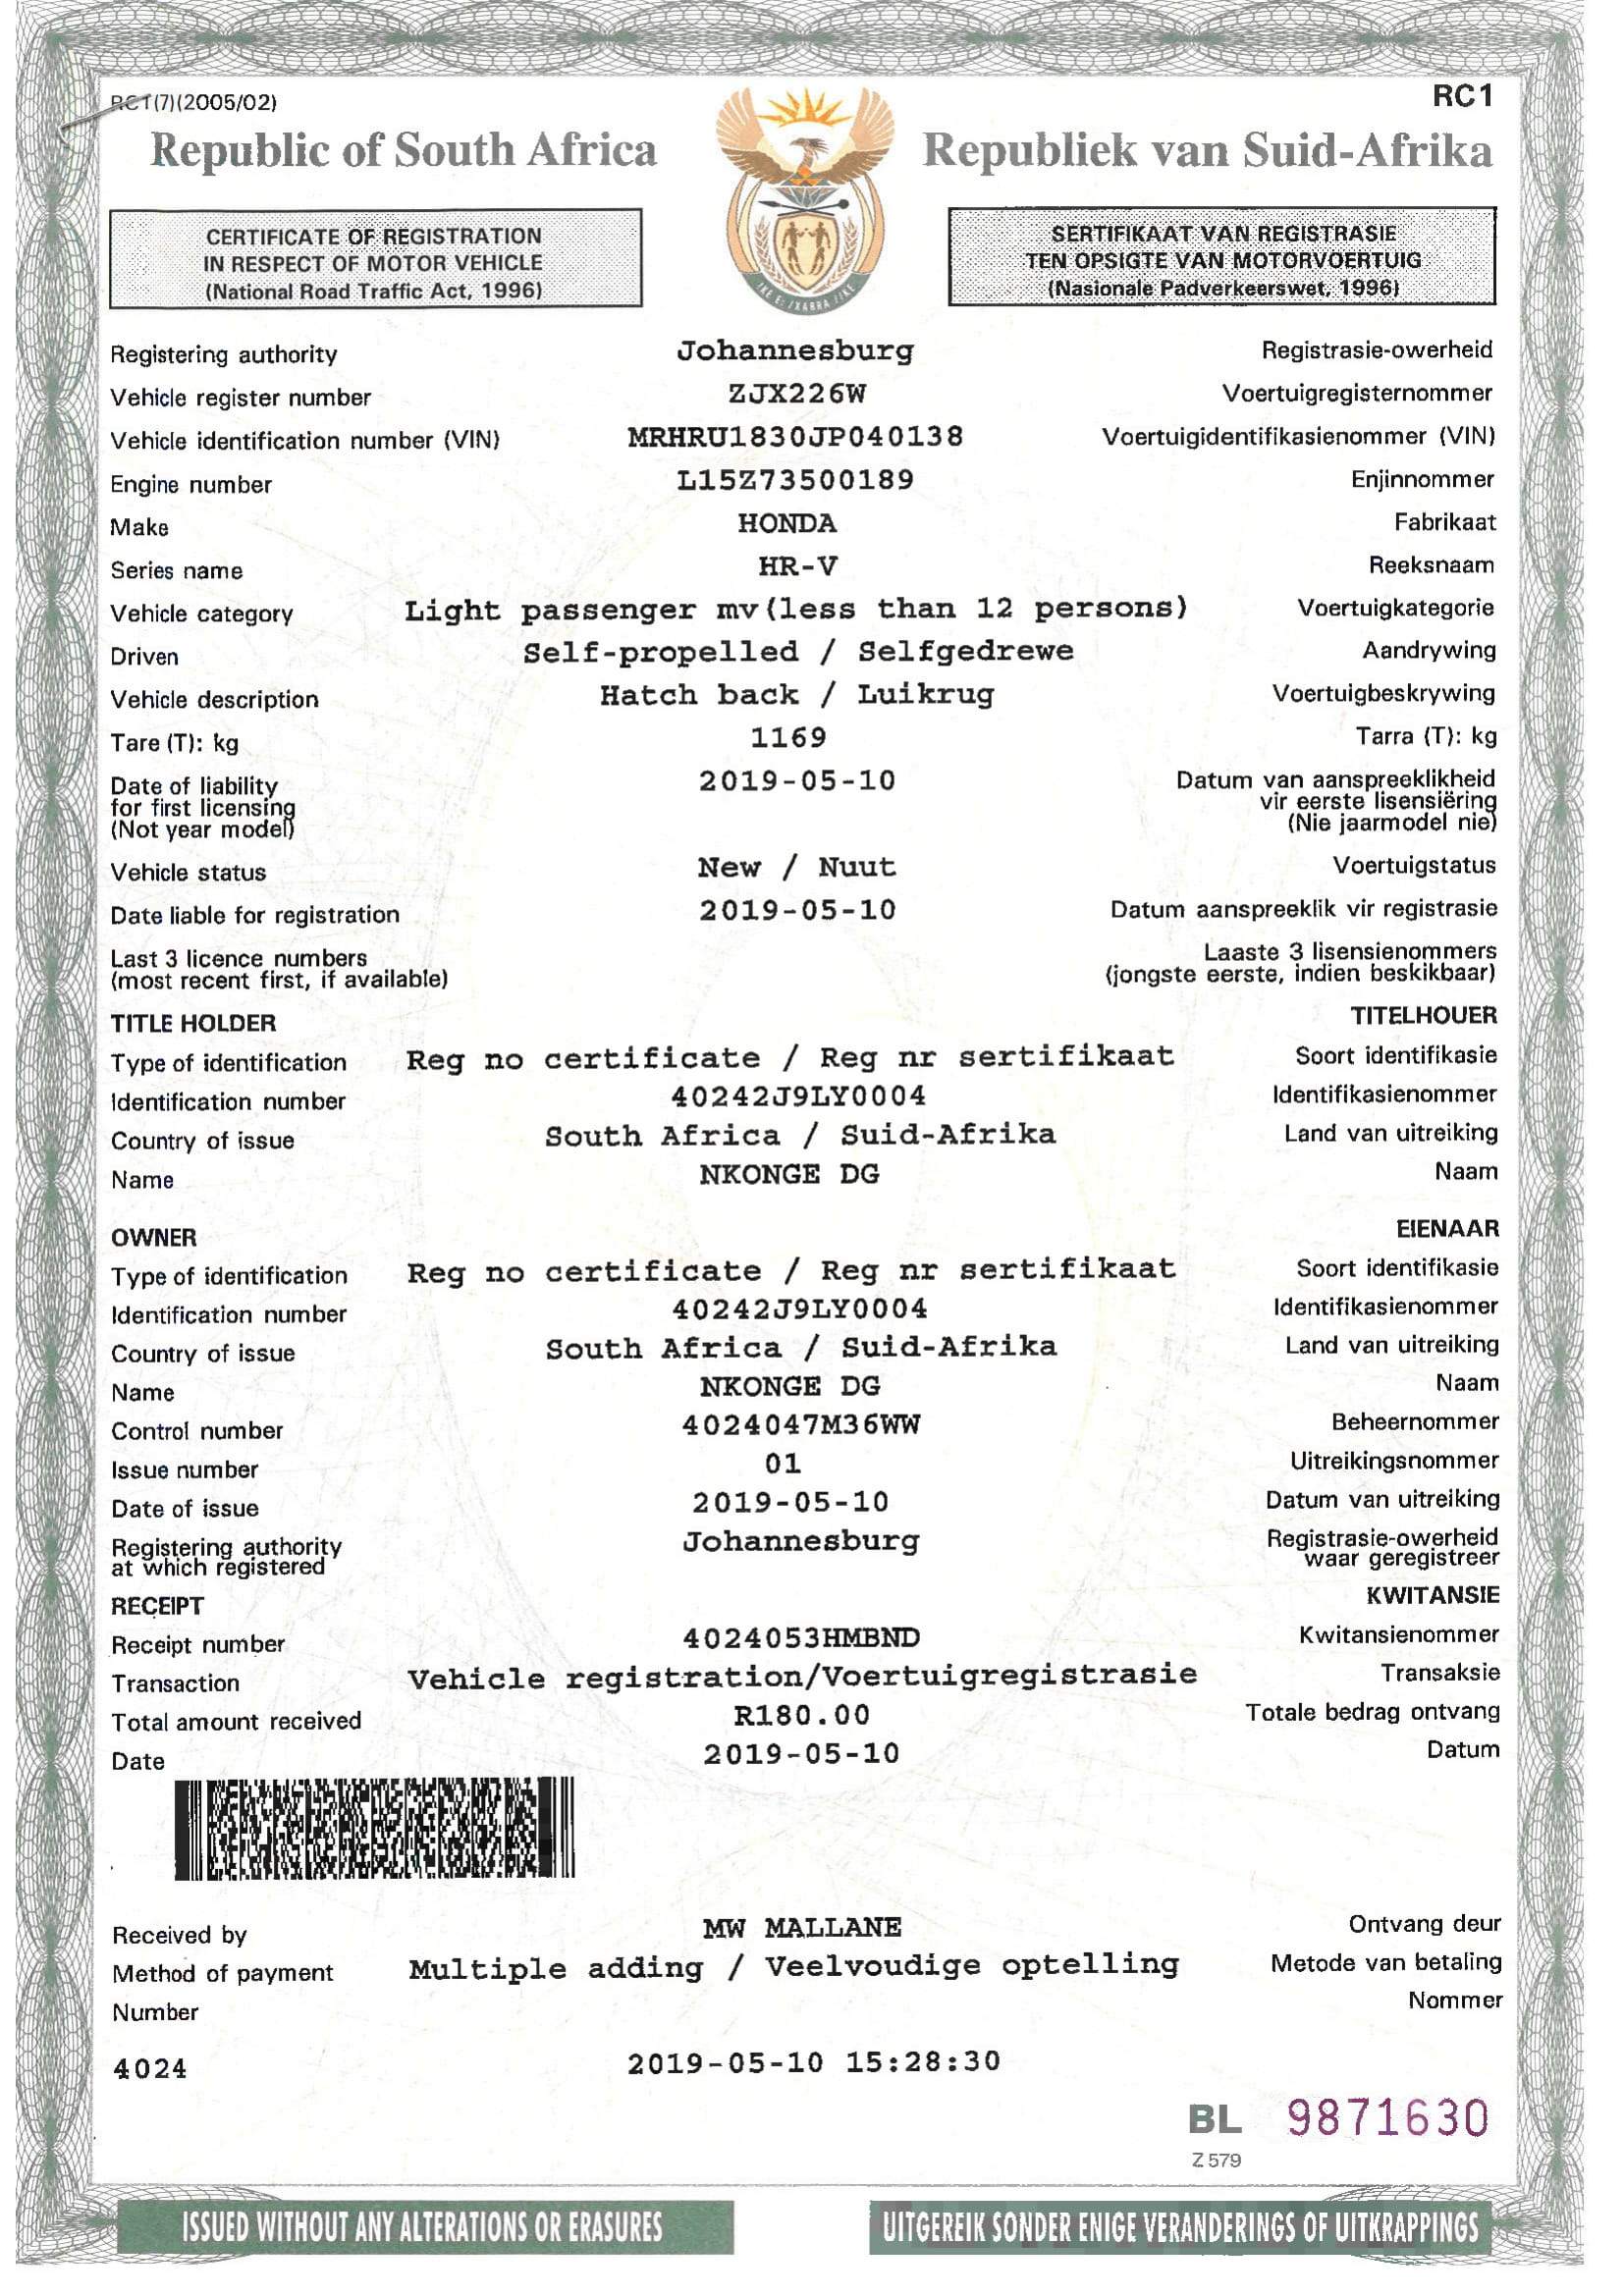 RC1(7)(2005/02)
RC1
Republic of South Africa
Republiek van Suid-Afrika
CERTIFICATE OF REGISTRATION
IN RESPECT OF MOTOR VEHICLE
(National Road Traffic Act, 1996)
SERTIFIKAAT VAN REGISTRASIE
TEN OPSIGTE VAN MOTORVOERTUIG
(Nasionale Padverkeerswet, 1996)
!KE E: /XARRA //KE
Registering authority Johannesburg Registrasie-owerheid
Vehicle register number ZJX226W Voertuigregisternommer
Vehicle identification number (VIN) MRHRU1830JP040138 Voertuigidentifikasienommer (VIN)
Engine number L15Z73500189 Enjinnommer
Make HONDA Fabrikaat
Series name HR-V Reeksnaam
Vehicle category Light passenger mv(less than 12 persons) Voertuigkategorie
Driven Self-propelled / Selfgedrewe Aandrywing
Vehicle description Hatch back / Luikrug Voertuigbeskrywing
Tare (T): kg 1169 Tarra (T): kg
Date of liability 2019-05-10 Datum van aanspreeklikheid
for first licensing vir eerste lisensiëring
(Not year model) (Nie jaarmodel nie)
Vehicle status New / Nuut Voertuigstatus
Date liable for registration 2019-05-10 Datum aanspreeklik vir registrasie
Last 3 licence numbers Laaste 3 lisensienommers
(most recent first, if available) (jongste eerste, indien beskikbaar)
TITLE HOLDER TITELHOUER
Type of identification Reg no certificate / Reg nr sertifikaat Soort identifikasie
Identification number 40242J9LY0004 Identifikasienommer
Country of issue South Africa / Suid-Afrika Land van uitreiking
Name NKONGE DG Naam
OWNER EIENAAR
Type of identification Reg no certificate / Reg nr sertifikaat Soort identifikasie
Identification number 40242J9LY0004 Identifikasienommer
Country of issue South Africa / Suid-Afrika Land van uitreiking
Name NKONGE DG Naam
Control number 4024047M36WW Beheernommer
Issue number 01 Uitreikingsnommer
Date of issue 2019-05-10 Datum van uitreiking
Registering authority Johannesburg Registrasie-owerheid
at which registered waar geregistreer
RECEIPT KWITANSIE
Receipt number 4024053HMBND Kwitansienommer
Transaction Vehicle registration/Voertuigregistrasie Transaksie
Total amount received R180.00 Totale bedrag ontvang
Date 2019-05-10 Datum
Received by MW MALLANE Ontvang deur
Method of payment Multiple adding / Veelvoudige optelling Metode van betaling
Number Nommer
4024 2019-05-10 15:28:30
BL 9871630
Z 579
ISSUED WITHOUT ANY ALTERATIONS OR ERASURES
UITGEREIK SONDER ENIGE VERANDERINGS OF UITKRAPPINGS